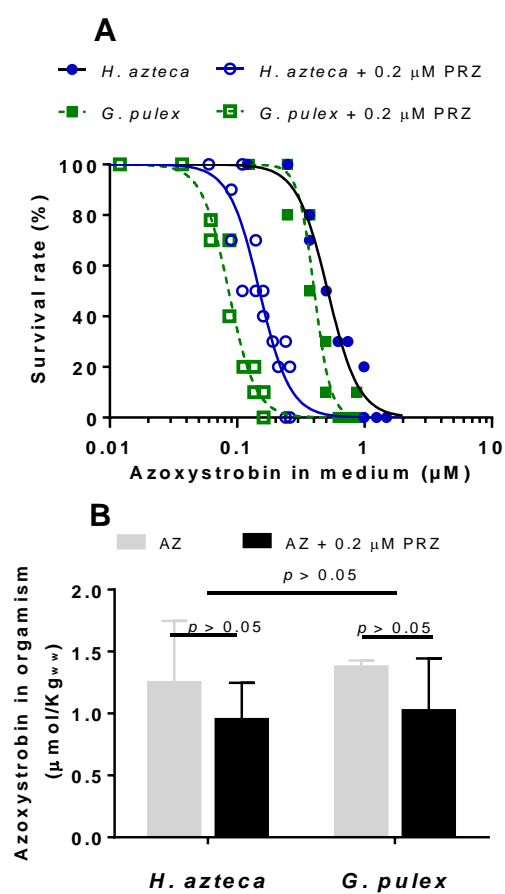 A
H. azteca H. azteca + 0.2 μM PRZ
G. pulex G. pulex + 0.2 μM PRZ
Survival rate (%)
100
80
60
40
20
0
0.01 0.1 1 10
Azoxystrobin in medium (μM)
B
AZ AZ + 0.2 μM PRZ
Azoxystrobin in orgamism
(μmol/Kgww)
2.0
1.5
1.0
0.5
0.0
p > 0.05
p > 0.05 p > 0.05
H. azteca G. pulex